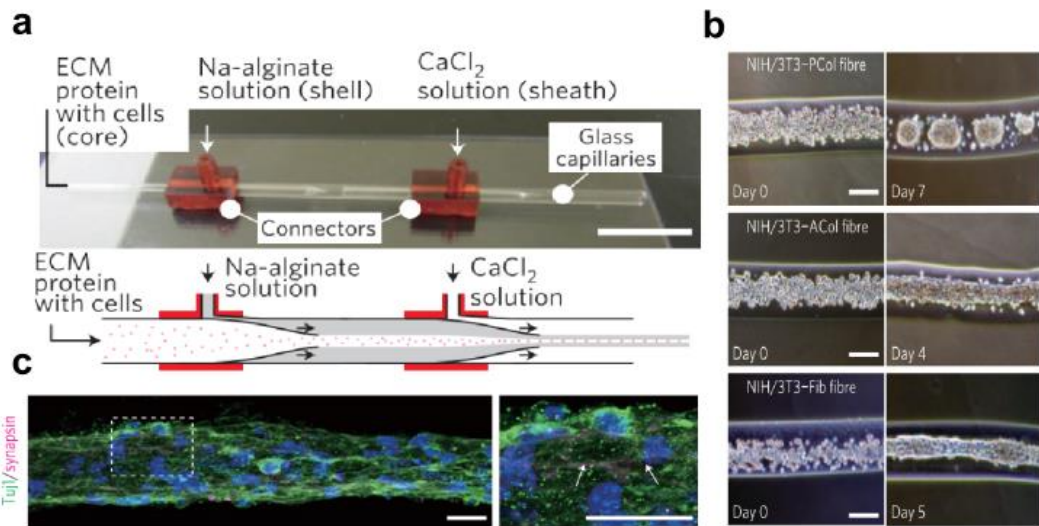 a
ECM
protein
with cells
(core)
Na-alginate
solution (shell)
CaCl₂
solution (sheath)
Glass
capillaries
Connectors
ECM
protein
with cells
Na-alginate
solution
CaCl₂
solution
b
NIH/3T3–PCol fibre
Day 0
Day 7
NIH/3T3–ACol fibre
Day 0
Day 4
NIH/3T3–Fib fibre
Day 0
Day 5
c
Tuj1/synapsin